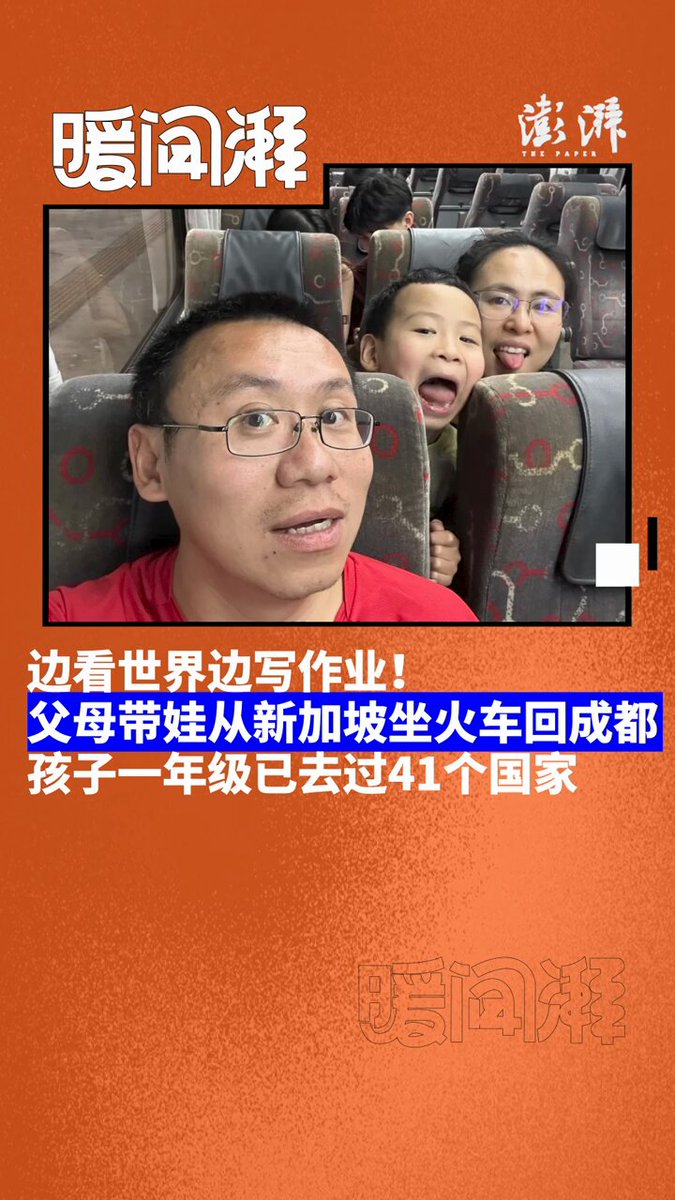 暖闻湃
澎湃
THE PAPER
边看世界边写作业！
父母带娃从新加坡坐火车回成都
孩子一年级已去过41个国家
暖闻湃